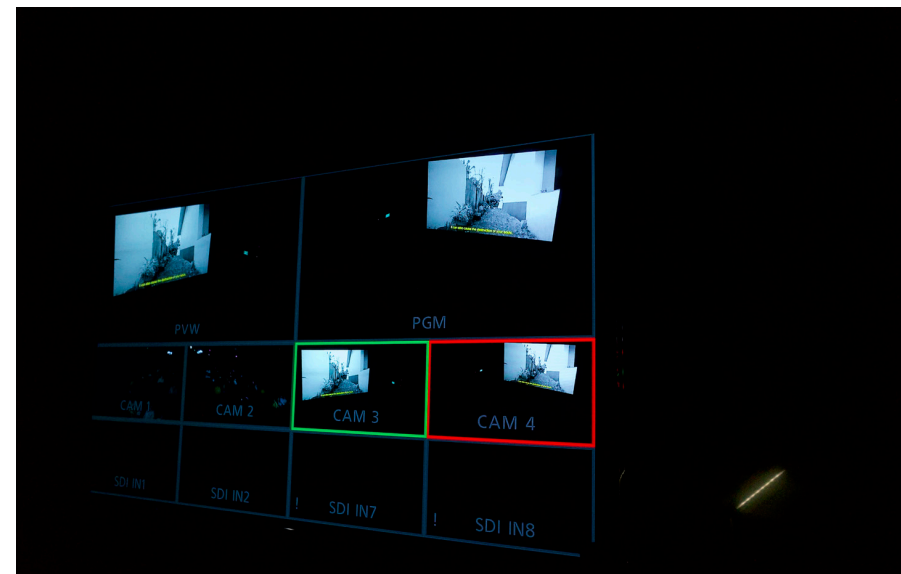 PVW
PGM
CAM 1
CAM 2
CAM 3
CAM 4
SDI IN1
SDI IN2
! SDI IN7
! SDI IN8